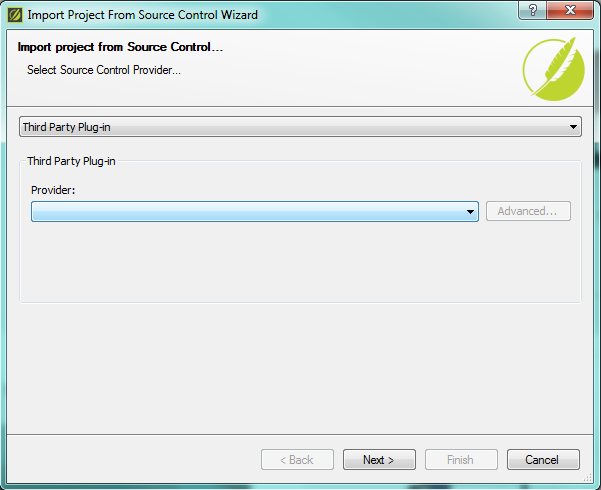 Import Project From Source Control Wizard
?
Import project from Source Control...
Select Source Control Provider...
Third Party Plug-in
Third Party Plug-in
Provider:
Advanced...
< Back Next > Finish Cancel